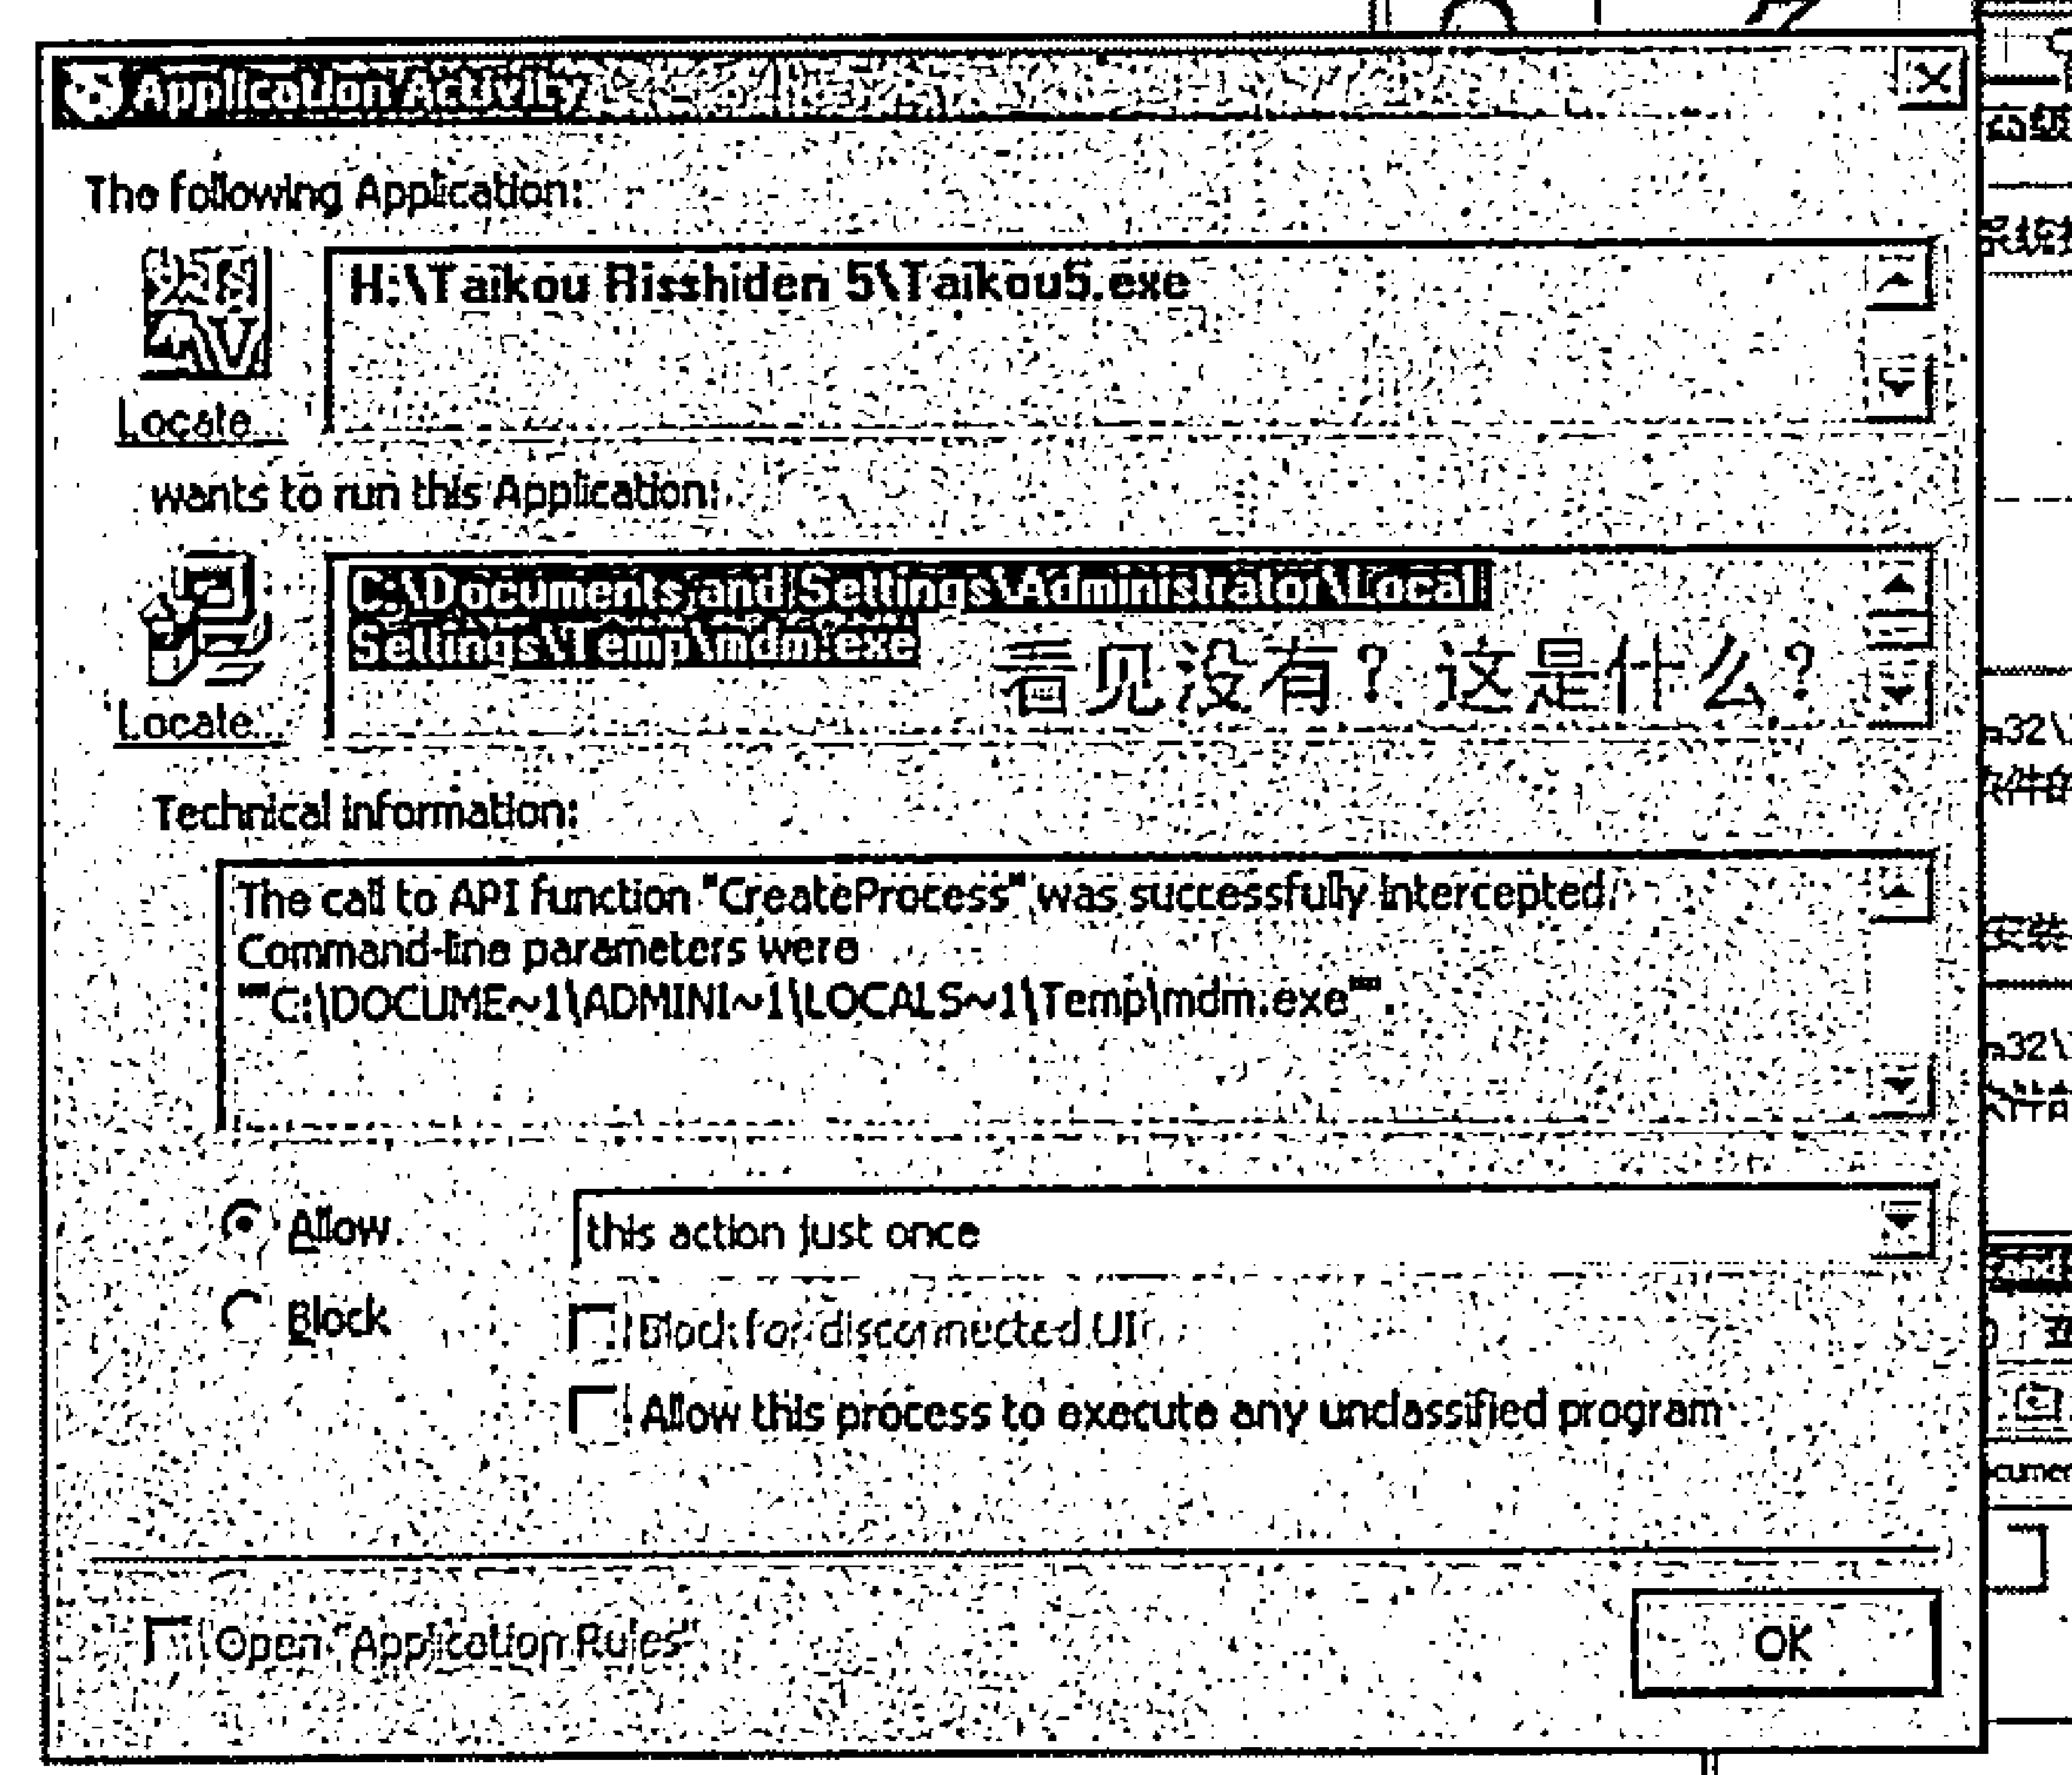 Application Activity
The following Application:
H:\Taikou Risshiden 5\Taikou5.exe
Locate...
wants to run this Application:
C:\Documents and Settings\Administrator\Local
Settings\Temp\mdm.exe
看见没有？这是什么？
Locate...
Technical information:
The call to API function "CreateProcess" was successfully intercepted.
Command-line parameters were
""C:\DOCUME~1\ADMINI~1\LOCALS~1\Temp\mdm.exe"".
Allow
this action just once
Block
Block for disconnected UI
Allow this process to execute any unclassified program
Open "Application Rules"
OK